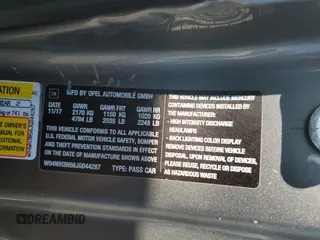 MFD BY OPEL AUTOMOBILE GMBH
DATE GVWR GAWR FRT GAWR RR
11/17 2170 KG 1150 KG 1020 KG
4784 LB 2535 LB 2248 LB
THIS VEHICLE CONFORMS TO ALL APPLICABLE
U.S. FEDERAL MOTOR VEHICLE SAFETY, BUMPER
AND THEFT PREVENTION STANDARDS IN EFFECT
ON THE DATE OF MANUFACTURE SHOWN ABOVE.
TYPE: PASS CAR
THIS VEHICLE MAY INCLUDE MERCURY
CONTAINING DEVICES INSTALLED BY THE
MANUFACTURER:
- HIGH INTENSITY DISCHARGE
HEADLAMPS
- BACK LIGHTED COLOR DISPLAY
REMOVE DEVICES BEFORE VEHICLE
DISPOSAL. UPON REMOVAL OF DEVICES
PLEASE REUSE, RECYCLE OR DISPOSE
AS HAZARDOUS WASTE
REAR 2